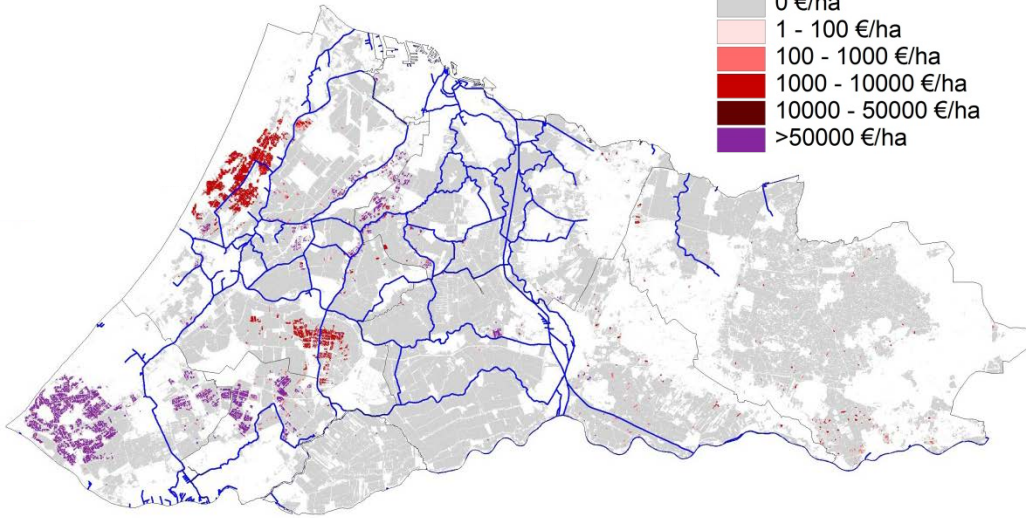 0 €/ha
1 - 100 €/ha
100 - 1000 €/ha
1000 - 10000 €/ha
10000 - 50000 €/ha
>50000 €/ha